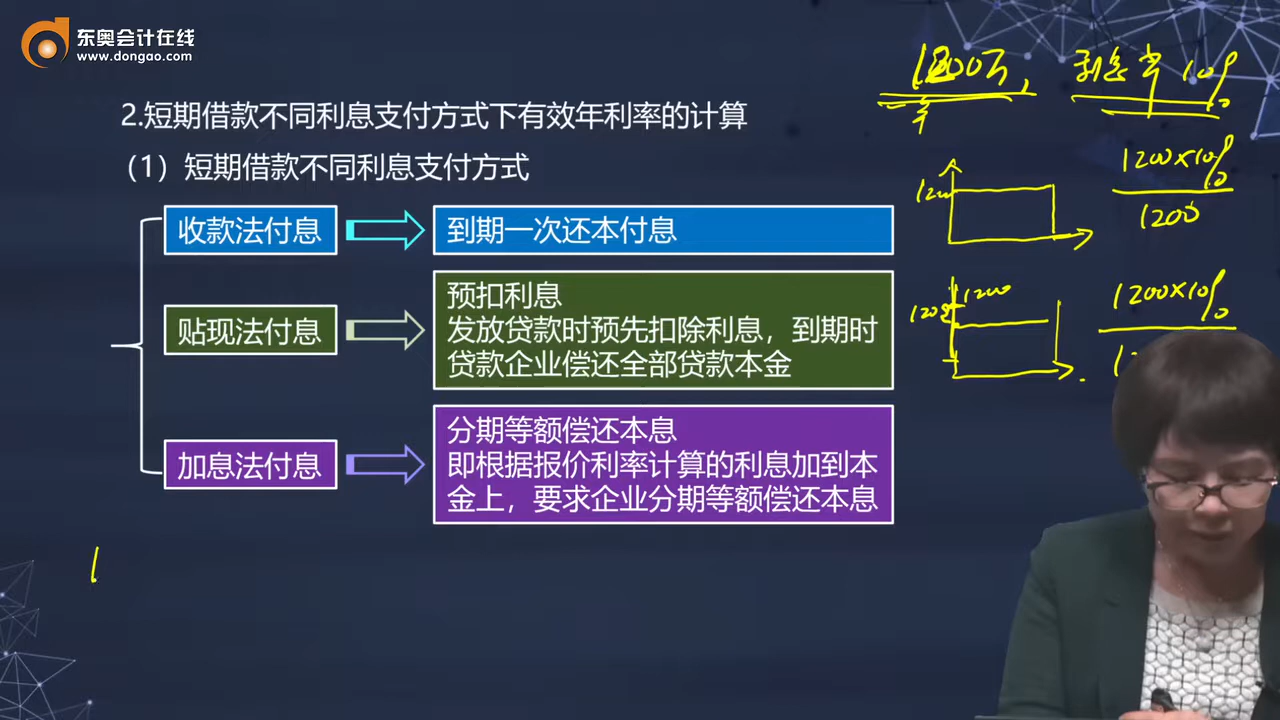 东奥会计在线
www.dongao.com
2.短期借款不同利息支付方式下有效年利率的计算
（1）短期借款不同利息支付方式
收款法付息
到期一次还本付息
贴现法付息
预扣利息
发放贷款时预先扣除利息，到期时
贷款企业偿还全部贷款本金
加息法付息
分期等额偿还本息
即根据报价利率计算的利息加到本
金上，要求企业分期等额偿还本息
1200万，
利息率 10%
1200×10%
1200
1200
1200×10%